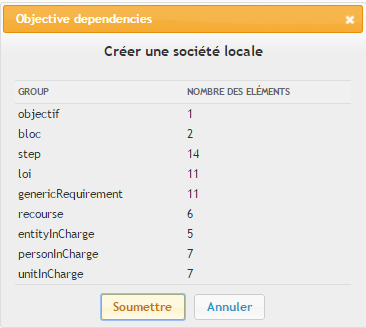 Objective dependencies
Créer une société locale
GROUP NOMBRE DES ELÉMENTS
objectif 1
bloc 2
step 14
loi 11
genericRequirement 11
recourse 6
entityInCharge 5
personInCharge 7
unitInCharge 7
Soumettre Annuler